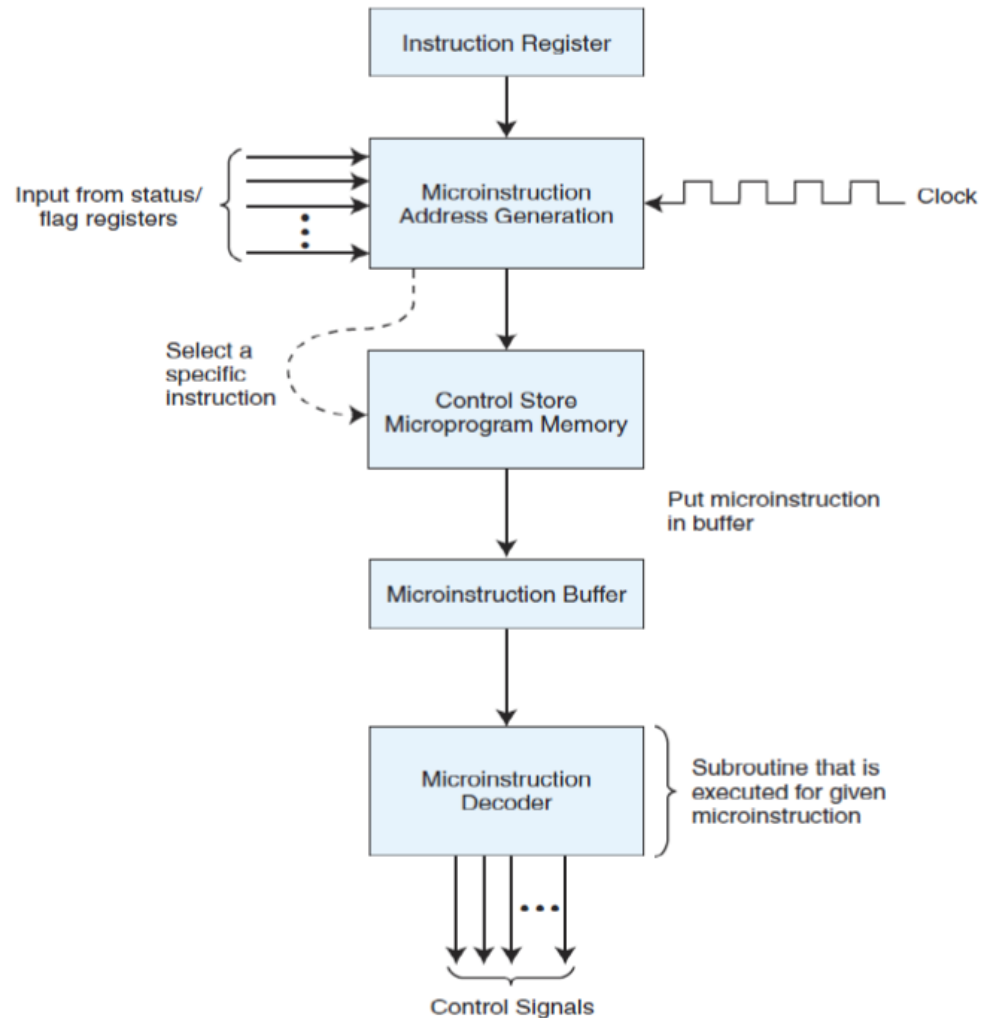 Instruction Register
Input from status/
flag registers
Microinstruction
Address Generation
Clock
Select a
specific
instruction
Control Store
Microprogram Memory
Put microinstruction
in buffer
Microinstruction Buffer
Microinstruction
Decoder
Subroutine that is
executed for given
microinstruction
Control Signals